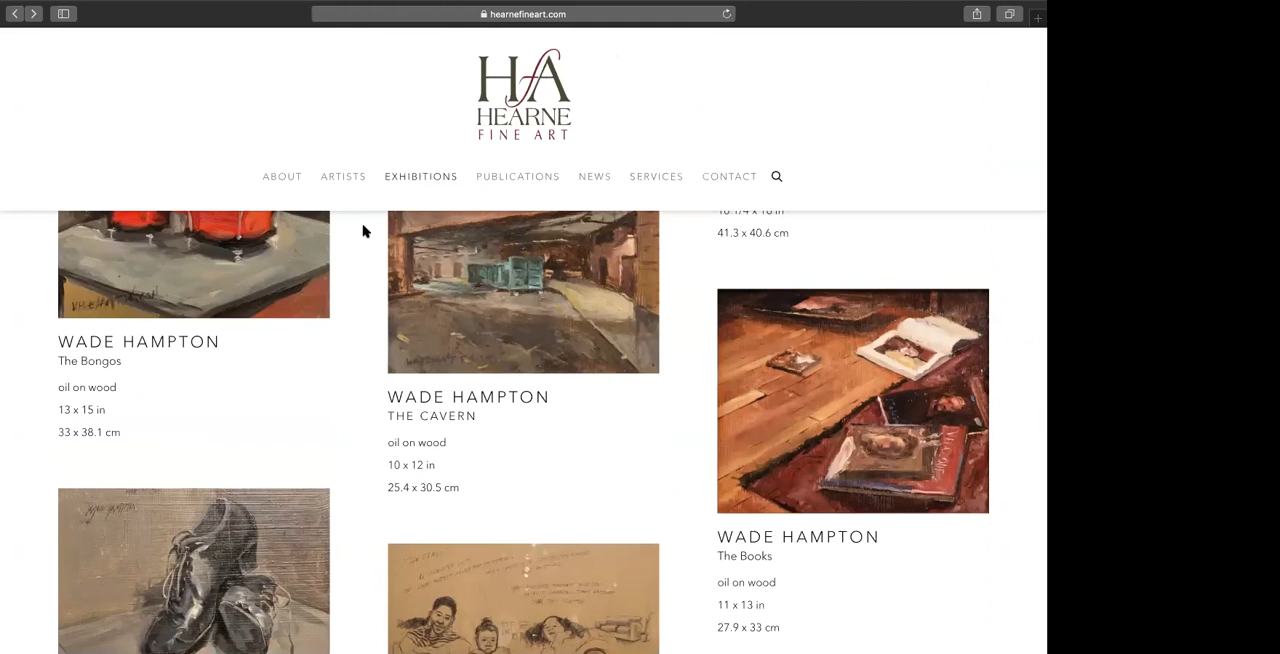 hearnefineart.com
HfA
HEARNE
FINE ART
ABOUT ARTISTS EXHIBITIONS PUBLICATIONS NEWS SERVICES CONTACT
WADE HAMPTON
The Bongos
oil on wood
13 x 15 in
33 x 38.1 cm
WADE HAMPTON
THE CAVERN
oil on wood
10 x 12 in
25.4 x 30.5 cm
41.3 x 40.6 cm
WADE HAMPTON
The Books
oil on wood
11 x 13 in
27.9 x 33 cm